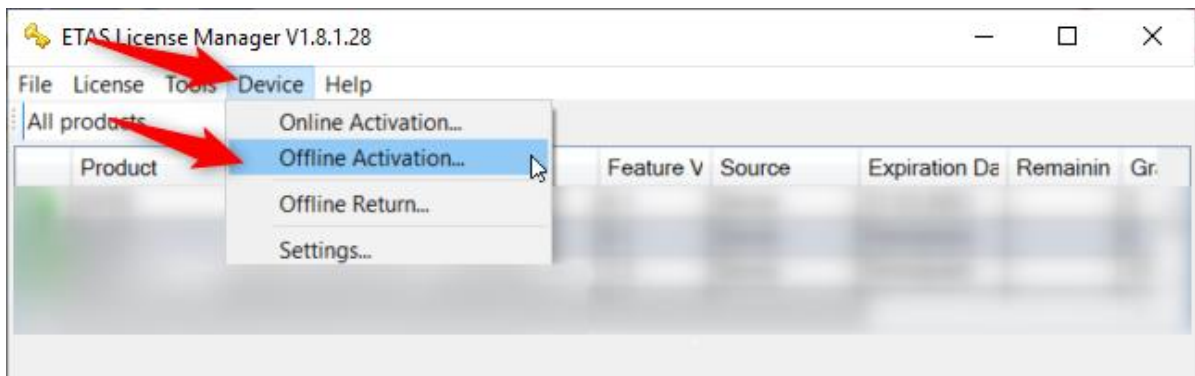 ETAS License Manager V1.8.1.28
File License Tools Device Help
All products
Online Activation...
Offline Activation...
Product Feature V Source Expiration Da Remainin Gr
Offline Return...
Settings...